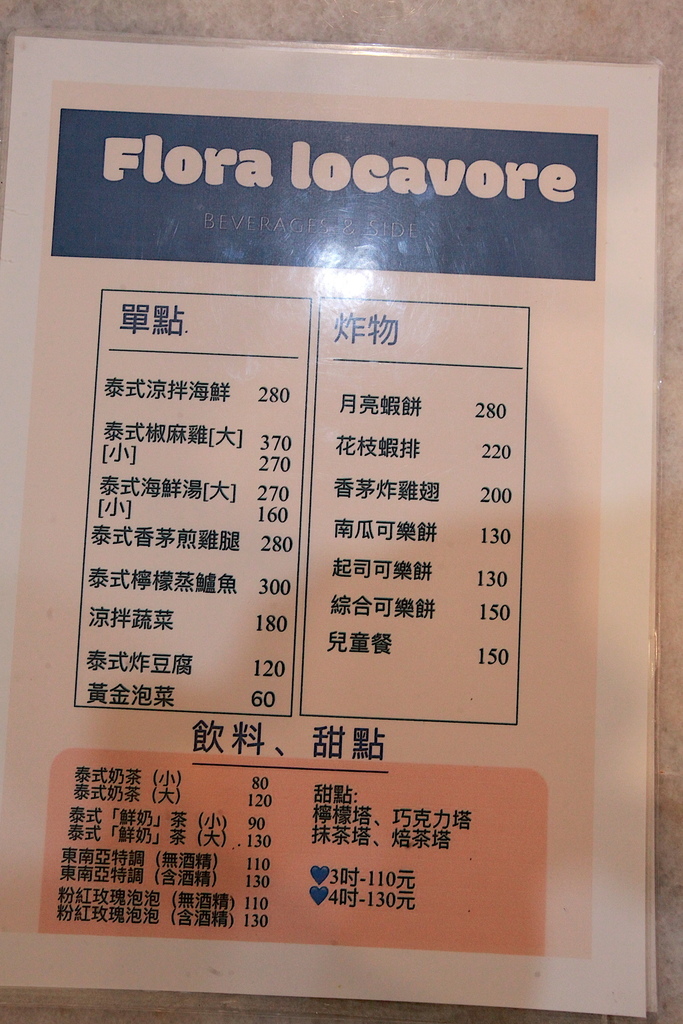 Flora locavore
BEVERAGES & SIDE
單點.
泰式涼拌海鮮 280
泰式椒麻雞[大] 370
[小] 270
泰式海鮮湯[大] 270
[小] 160
泰式香茅煎雞腿 280
泰式檸檬蒸鱸魚 300
涼拌蔬菜 180
泰式炸豆腐 120
黃金泡菜 60
炸物
月亮蝦餅 280
花枝蝦排 220
香茅炸雞翅 200
南瓜可樂餅 130
起司可樂餅 130
綜合可樂餅 150
兒童餐 150
飲料、甜點
泰式奶茶（小） 80
泰式奶茶（大） 120
泰式「鮮奶」茶（小） 90
泰式「鮮奶」茶（大） 130
東南亞特調（無酒精） 110
東南亞特調（含酒精） 130
粉紅玫瑰泡泡（無酒精) 110
粉紅玫瑰泡泡（含酒精） 130
甜點:
檸檬塔、巧克力塔
抹茶塔、焙茶塔
💙3吋-110元
💙4吋-130元